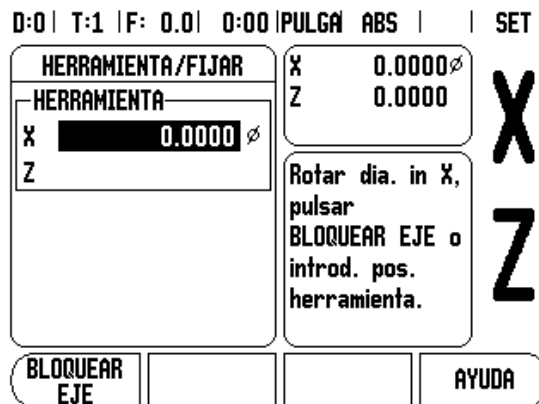 D:0 | T:1 | F: 0.0 | 0:00 | PULGA ABS | | SET
HERRAMIENTA/FIJAR
HERRAMIENTA
X 0.0000 ⌀
Z
X 0.0000⌀
Z 0.0000
Rotar dia. in X,
pulsar
BLOQUEAR EJE o
introd. pos.
herramienta.
X
Z
BLOQUEAR
EJE
AYUDA